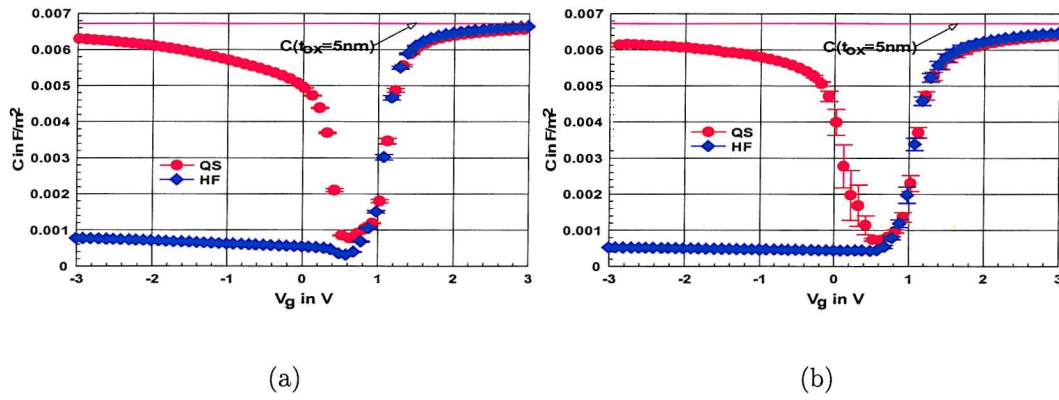 0.007
0.006
0.005
0.004
0.003
0.002
0.001
0
C in F/m²
C(tox=5nm)
QS
HF
-3 -2 -1 0 1 2 3
Vg in V
(a)
0.007
0.006
0.005
0.004
0.003
0.002
0.001
0
C in F/m²
C(tox=5nm)
QS
HF
-3 -2 -1 0 1 2 3
Vg in V
(b)